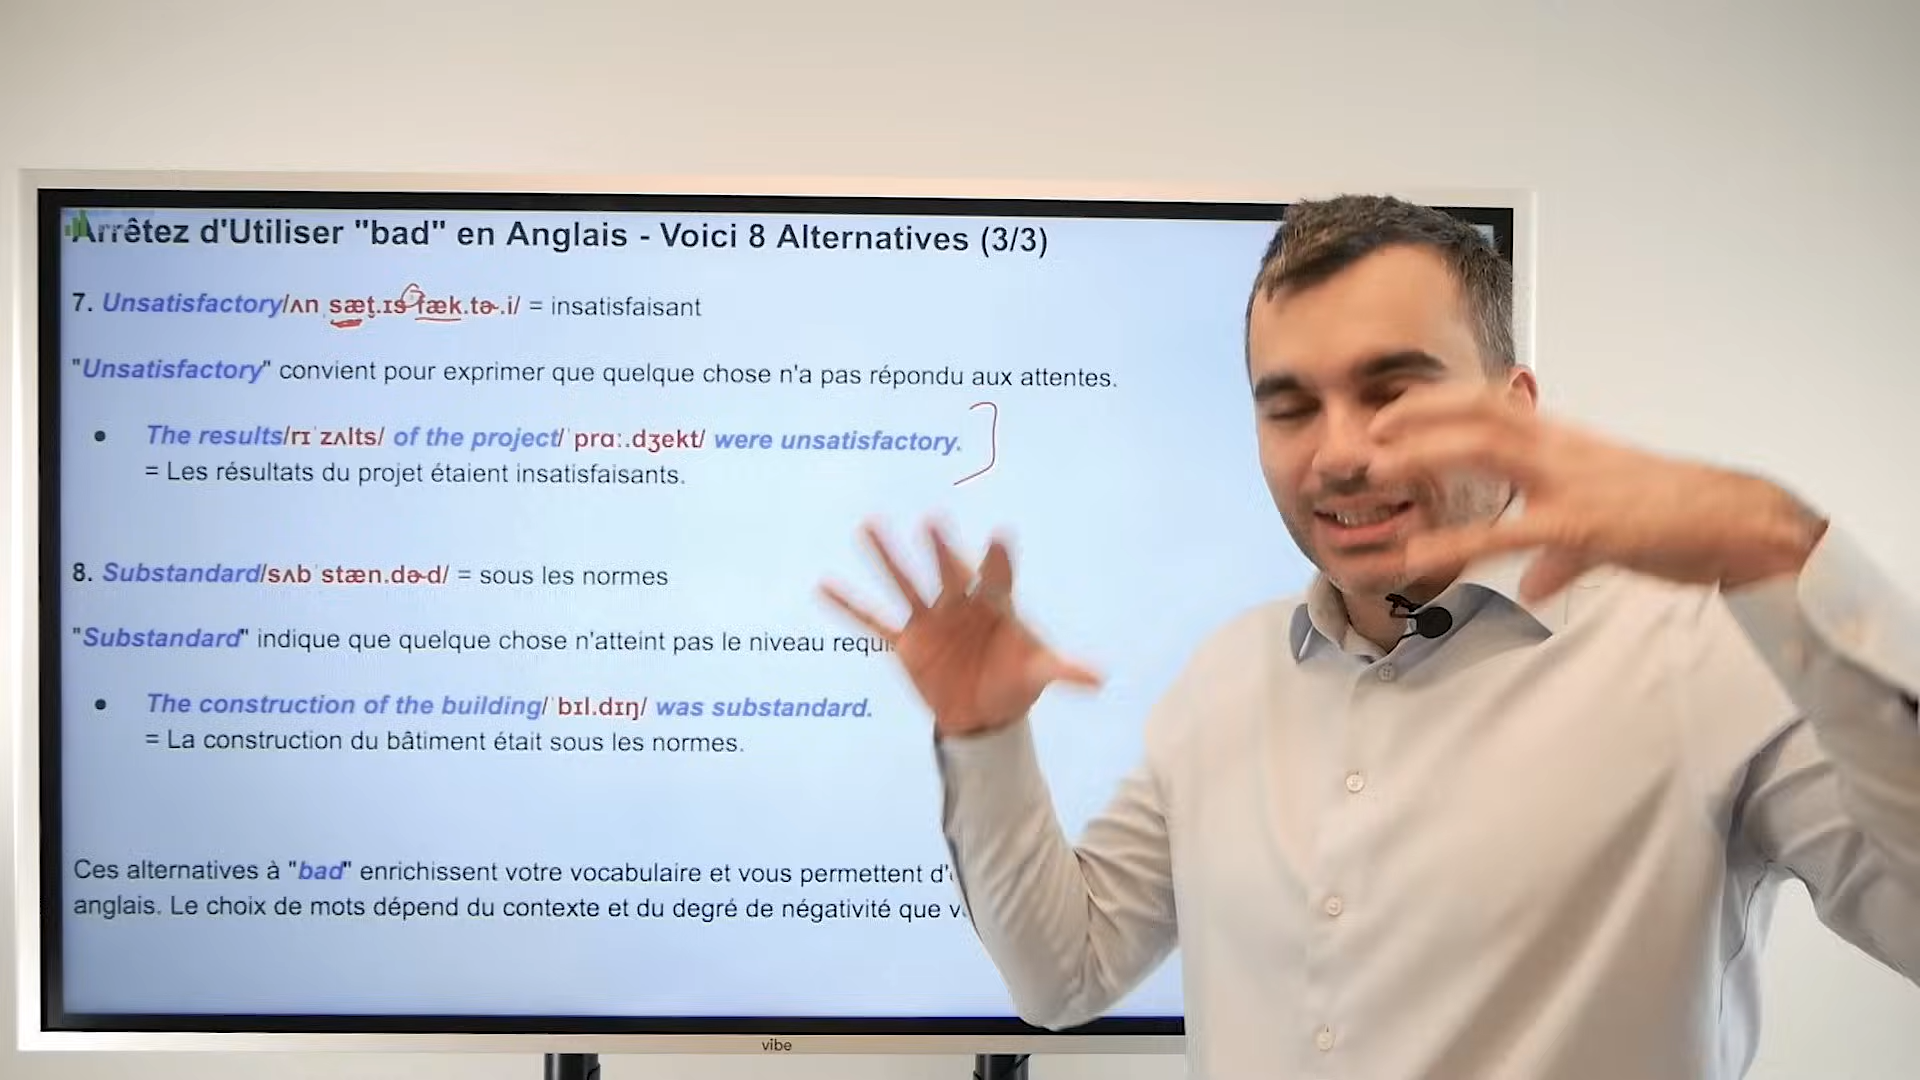 Arrêtez d'Utiliser "bad" en Anglais - Voici 8 Alternatives (3/3)
7. Unsatisfactory/ʌnˌsæt̬.ɪsˈfæk.tɚ.i/ = insatisfaisant
"Unsatisfactory" convient pour exprimer que quelque chose n'a pas répondu aux attentes.
• The results/rɪˈzʌlts/ of the project/ˈprɑː.dʒekt/ were unsatisfactory.
= Les résultats du projet étaient insatisfaisants.
8. Substandard/sʌbˈstæn.dɚd/ = sous les normes
"Substandard" indique que quelque chose n'atteint pas le niveau
• The construction of the building/ˈbɪl.dɪŋ/ was substandard.
= La construction du bâtiment était sous les normes.
Ces alternatives à "bad" enrichissent votre vocabulaire et vous permettent
anglais. Le choix de mots dépend du contexte et du degré de négativité que
vibe